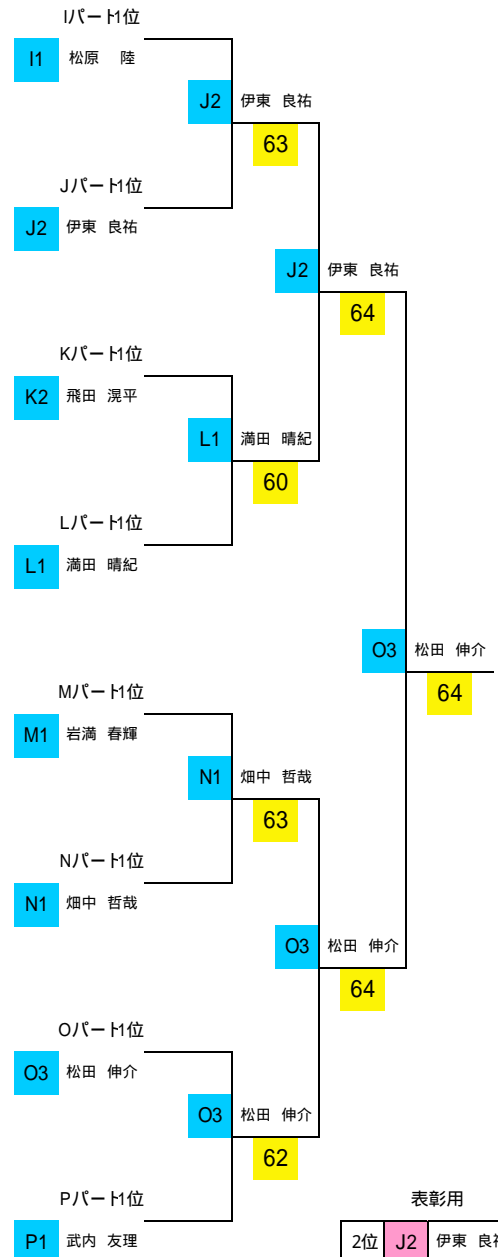 Iパート1位
I1 松原 陸
J2 伊東 良祐
63
Jパート1位
J2 伊東 良祐
J2 伊東 良祐
64
Kパート1位
K2 飛田 滉平
L1 満田 晴紀
60
Lパート1位
L1 満田 晴紀
O3 松田 伸介
64
Mパート1位
M1 岩満 春輝
N1 畑中 哲哉
63
Nパート1位
N1 畑中 哲哉
O3 松田 伸介
64
Oパート1位
O3 松田 伸介
O3 松田 伸介
62
Pパート1位
P1 武内 友理
表彰用
2位 J2 伊東 良祐